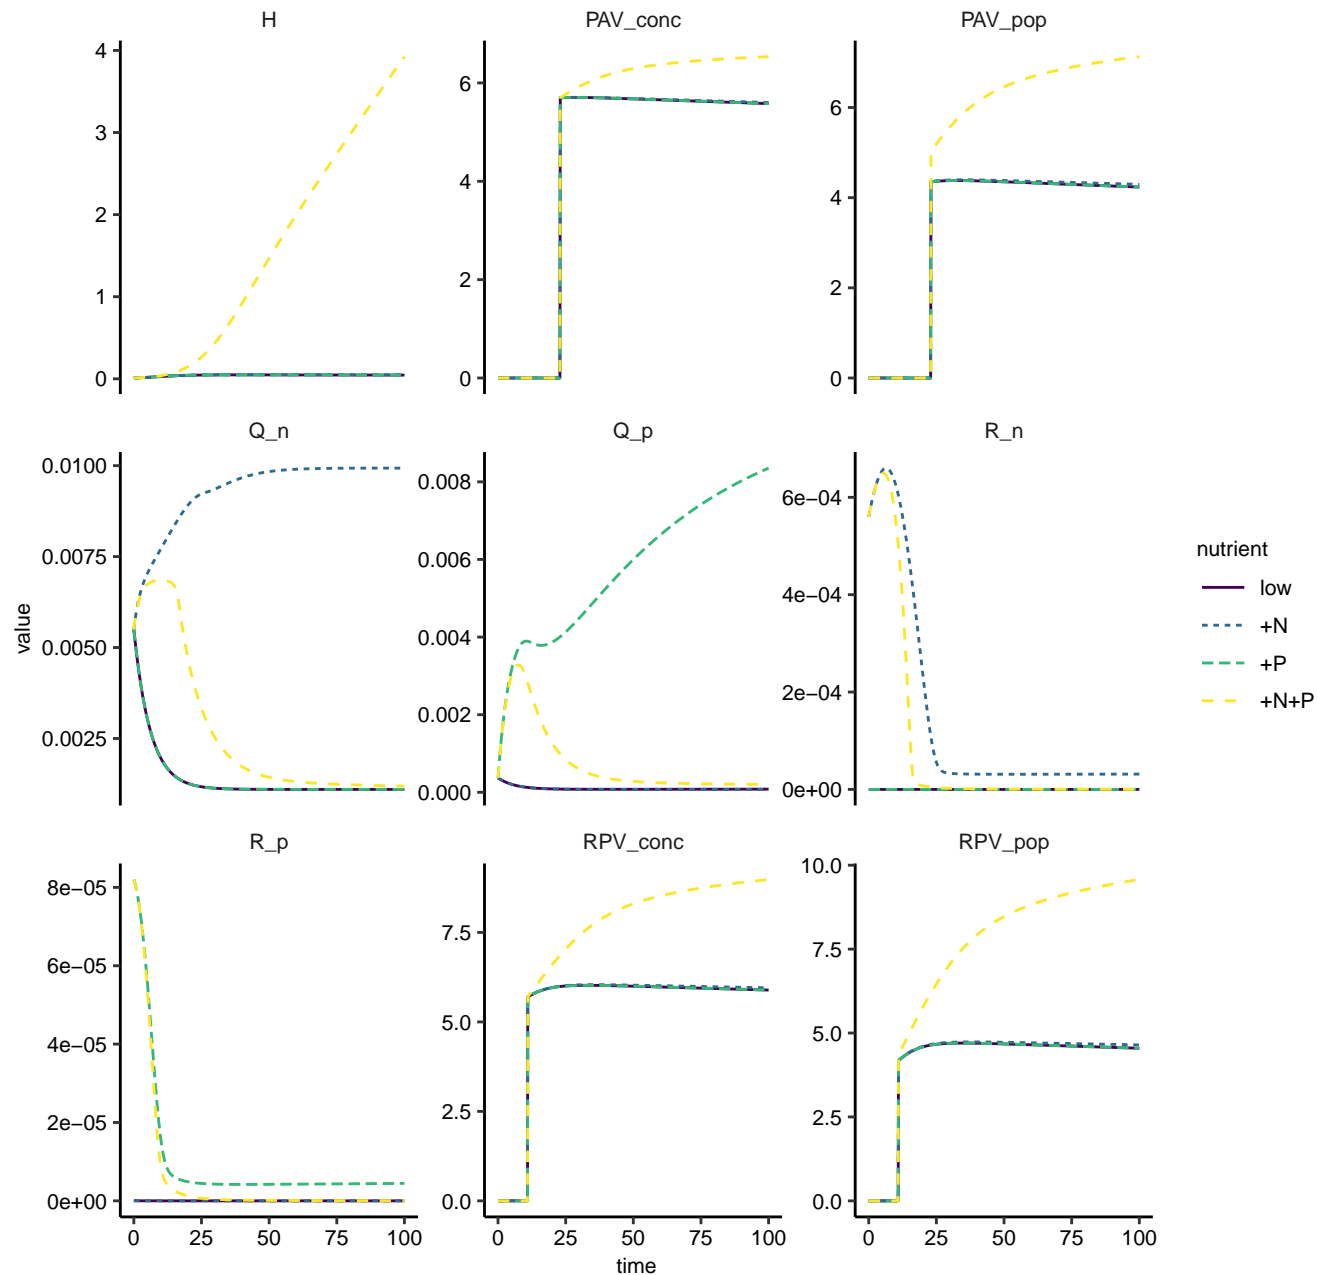 H
PAV_conc
PAV_pop
4
3
2
1
0
6
4
2
0
6
4
2
0
Q_n
Q_p
R_n
0.0100
0.0075
0.0050
0.0025
0.008
0.006
0.004
0.002
0.000
6e−04
4e−04
2e−04
0e+00
value
nutrient
low
+N
+P
+N+P
R_p
RPV_conc
RPV_pop
8e−05
6e−05
4e−05
2e−05
0e+00
7.5
5.0
2.5
0.0
10.0
7.5
5.0
2.5
0.0
0 25 50 75 100
0 25 50 75 100
0 25 50 75 100
time